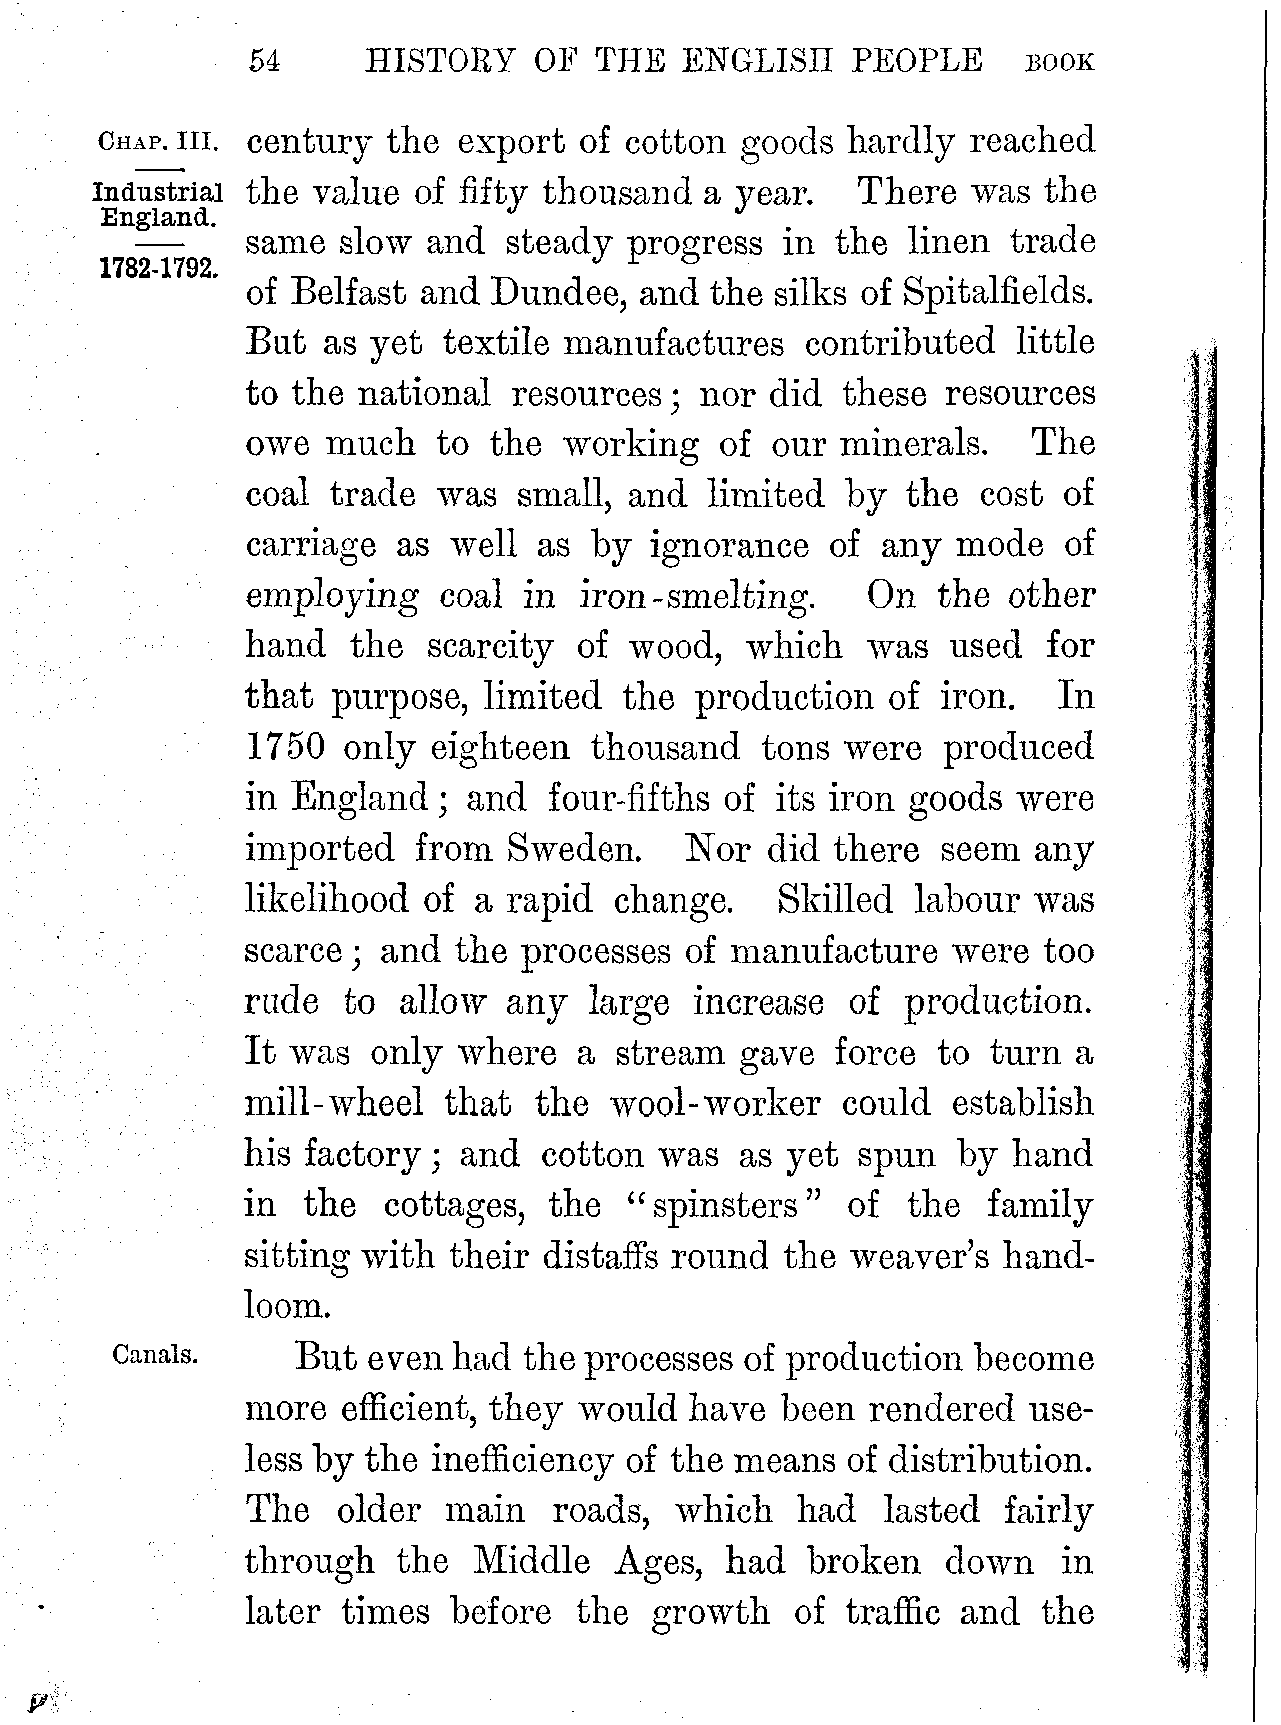 54 HISTORY OF THE ENGLISH PEOPLE BOOK
CHAP. III.
Industrial
England.
1782-1792.
century the export of cotton goods hardly reached
the value of fifty thousand a year. There was the
same slow and steady progress in the linen trade
of Belfast and Dundee, and the silks of Spitalfields.
But as yet textile manufactures contributed little
to the national resources; nor did these resources
owe much to the working of our minerals. The
coal trade was small, and limited by the cost of
carriage as well as by ignorance of any mode of
employing coal in iron-smelting. On the other
hand the scarcity of wood, which was used for
that purpose, limited the production of iron. In
1750 only eighteen thousand tons were produced
in England; and four-fifths of its iron goods were
imported from Sweden. Nor did there seem any
likelihood of a rapid change. Skilled labour was
scarce; and the processes of manufacture were too
rude to allow any large increase of production.
It was only where a stream gave force to turn a
mill-wheel that the wool-worker could establish
his factory; and cotton was as yet spun by hand
in the cottages, the "spinsters" of the family
sitting with their distaffs round the weaver's hand-
loom.
Canals.
But even had the processes of production become
more efficient, they would have been rendered use-
less by the inefficiency of the means of distribution.
The older main roads, which had lasted fairly
through the Middle Ages, had broken down in
later times before the growth of traffic and the